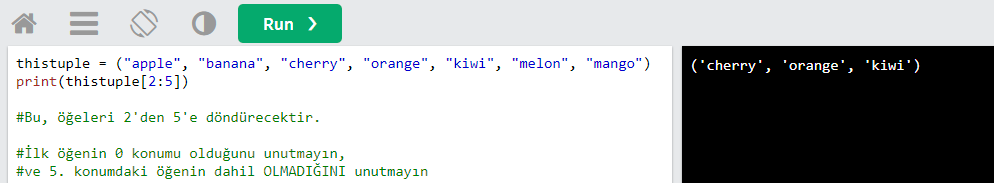 Run ❯
thistuple = ("apple", "banana", "cherry", "orange", "kiwi", "melon", "mango")
print(thistuple[2:5])
#Bu, öğeleri 2'den 5'e döndürecektir.
#İlk öğenin 0 konumu olduğunu unutmayın,
#ve 5. konumdaki öğenin dahil OLMADIĞINI unutmayın
('cherry', 'orange', 'kiwi')